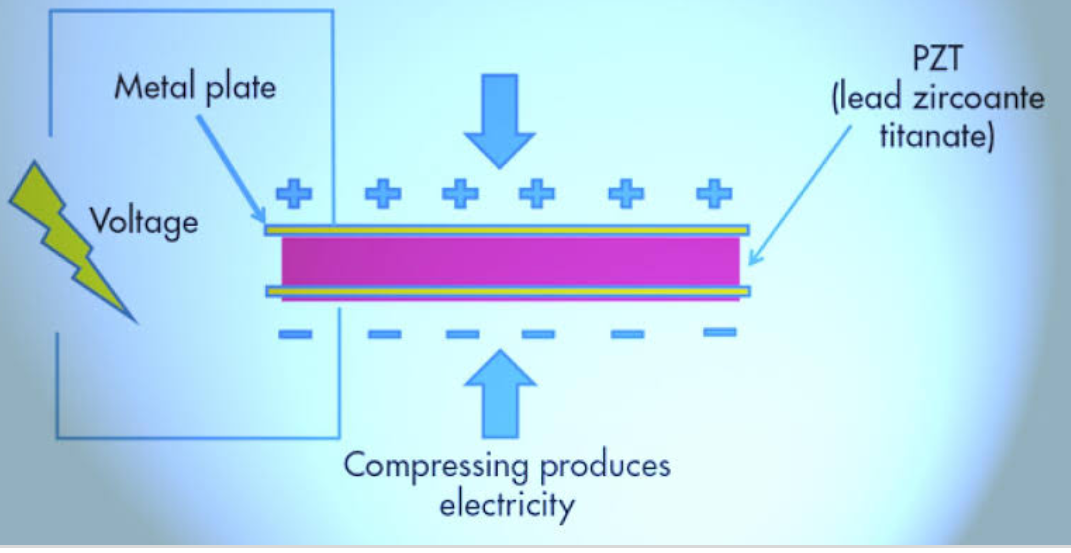 Metal plate
PZT
(lead zircoante
titanate)
Voltage
Compressing produces
electricity